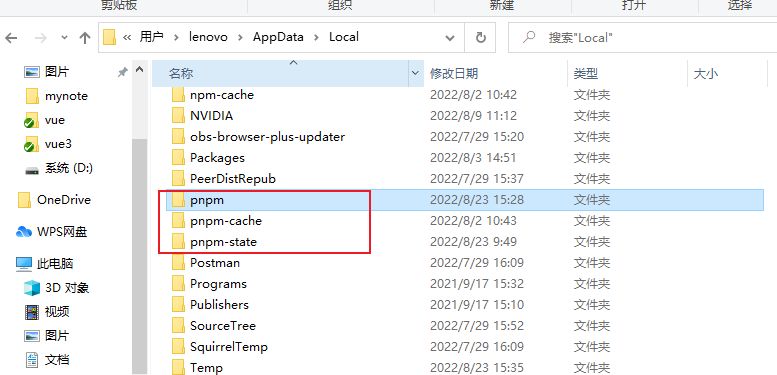 剪贴板 组织 新建 打开 选择
« 用户 > lenovo > AppData > Local 搜索"Local"
图片
mynote
vue
vue3
系统 (D:)
OneDrive
WPS网盘
此电脑
3D 对象
视频
图片
文档
名称 修改日期 类型 大小
npm-cache 2022/8/2 10:42 文件夹
NVIDIA 2022/8/9 11:12 文件夹
obs-browser-plus-updater 2022/7/29 15:20 文件夹
Packages 2022/8/3 14:51 文件夹
PeerDistRepub 2022/7/29 15:37 文件夹
pnpm 2022/8/23 15:28 文件夹
pnpm-cache 2022/8/2 10:43 文件夹
pnpm-state 2022/8/23 9:49 文件夹
Postman 2022/7/29 16:09 文件夹
Programs 2021/9/17 15:32 文件夹
Publishers 2021/9/17 15:10 文件夹
SourceTree 2022/7/29 15:52 文件夹
SquirrelTemp 2022/7/29 16:09 文件夹
Temp 2022/8/23 15:35 文件夹